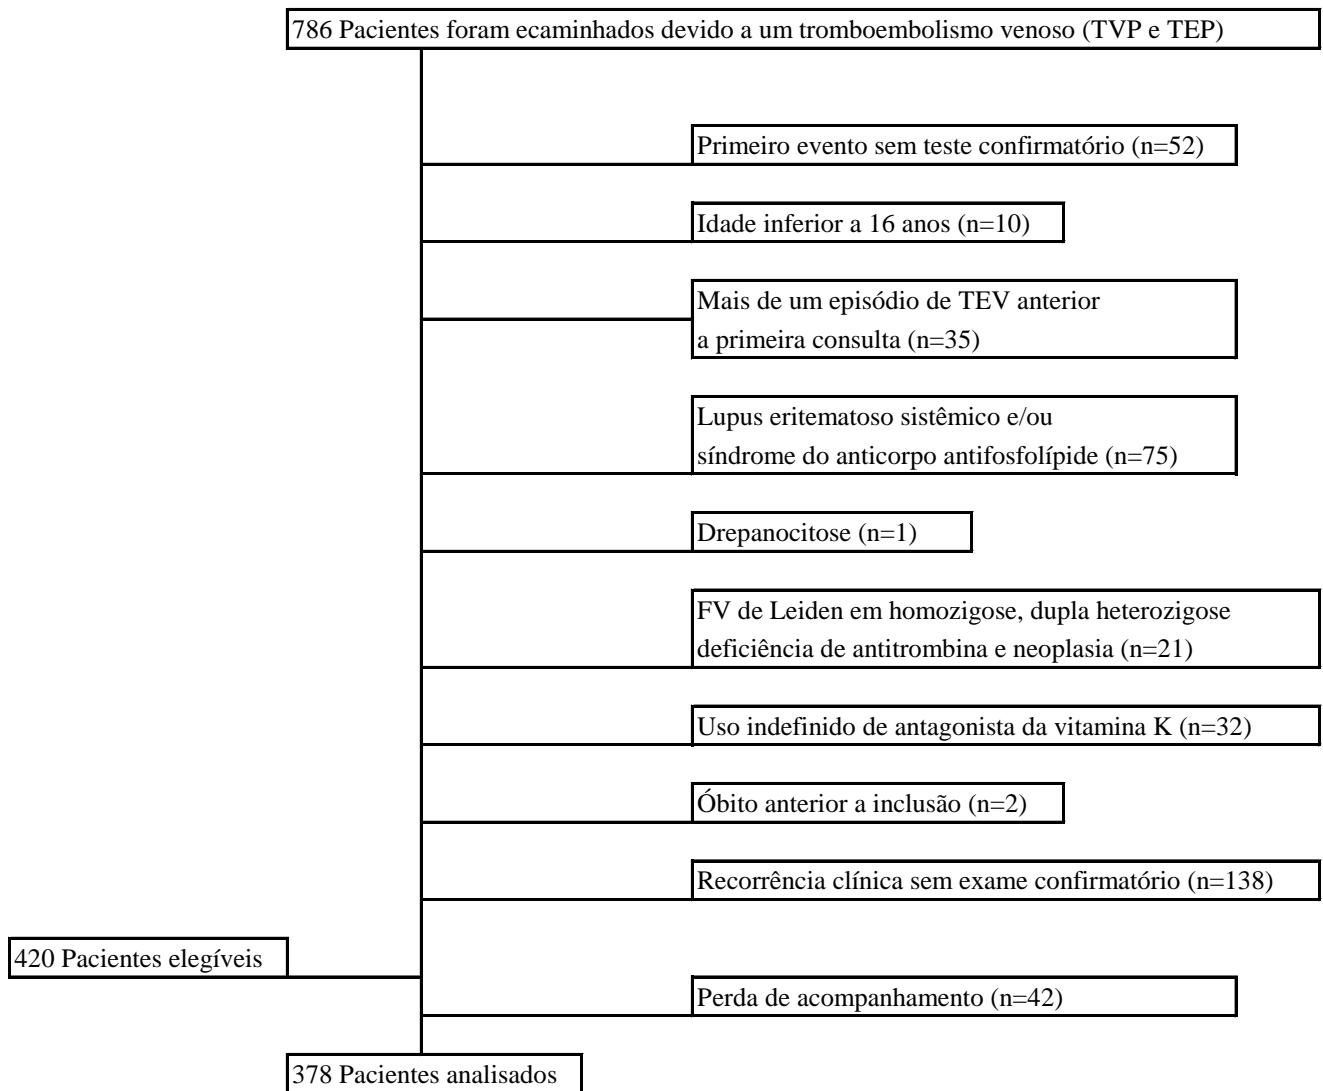 786 Pacientes foram ecaminhados devido a um tromboembolismo venoso (TVP e TEP)
Primeiro evento sem teste confirmatório (n=52)
Idade inferior a 16 anos (n=10)
Mais de um episódio de TEV anterior
a primeira consulta (n=35)
Lupus eritematoso sistêmico e/ou
síndrome do anticorpo antifosfolípide (n=75)
Drepanocitose (n=1)
FV de Leiden em homozigose, dupla heterozigose
deficiência de antitrombina e neoplasia (n=21)
Uso indefinido de antagonista da vitamina K (n=32)
Óbito anterior a inclusão (n=2)
Recorrência clínica sem exame confirmatório (n=138)
420 Pacientes elegíveis
Perda de acompanhamento (n=42)
378 Pacientes analisados